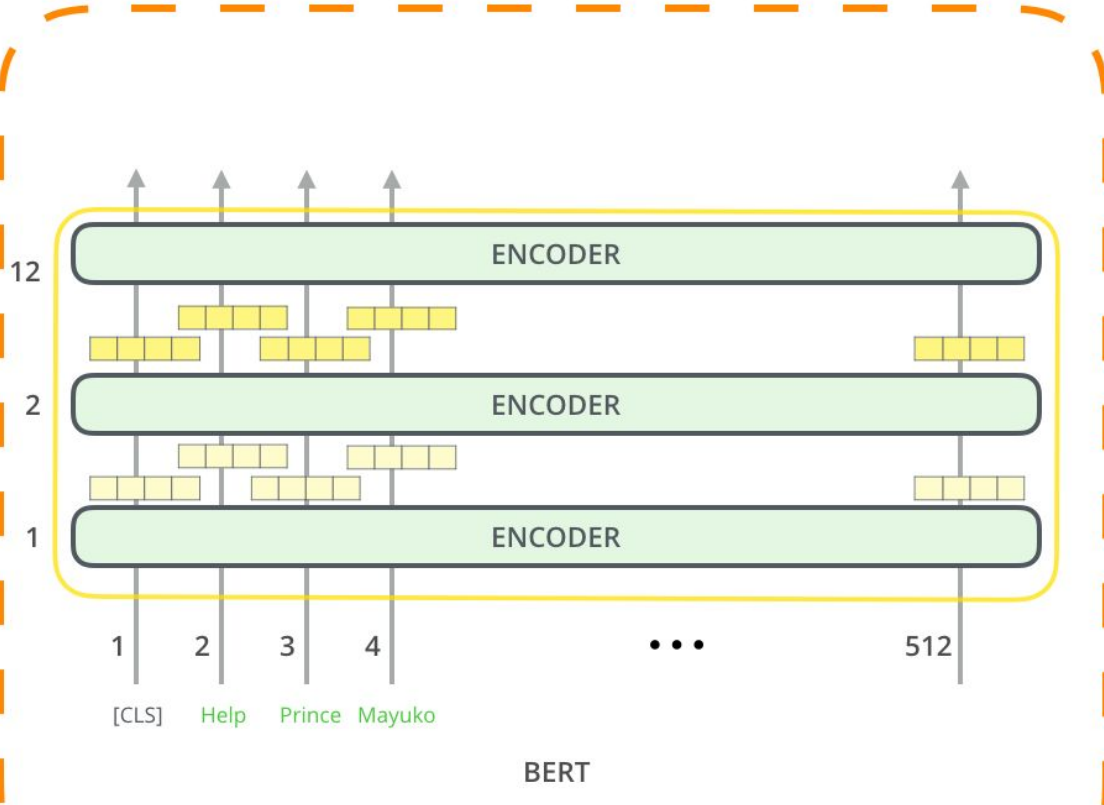 12 ENCODER
2 ENCODER
1 ENCODER
1 2 3 4 ... 512
[CLS] Help Prince Mayuko
BERT